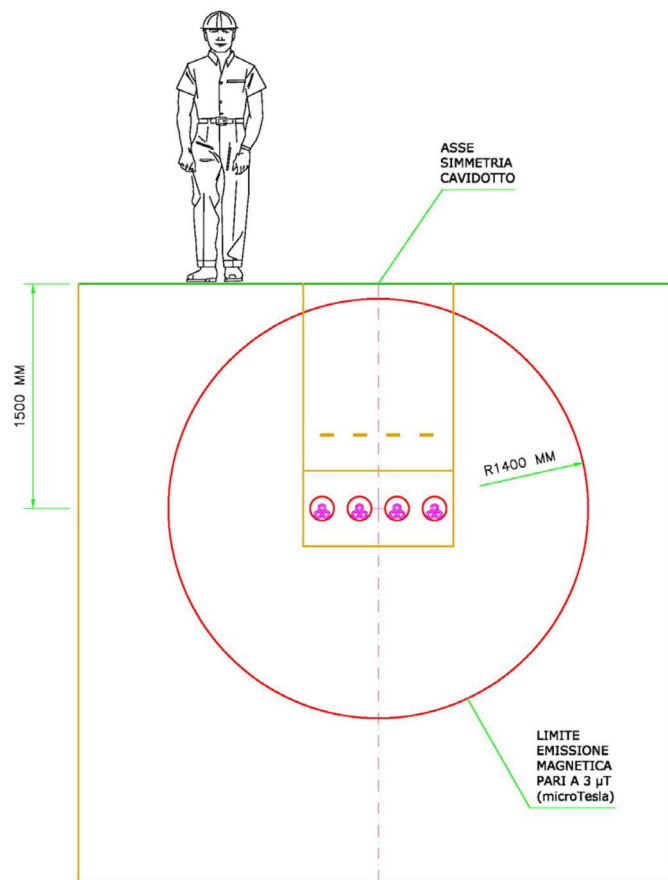 ASSE
SIMMETRIA
CAVIDOTTO
1500 MM
R1400 MM
LIMITE
EMISSIONE
MAGNETICA
PARI A 3 µT
(microTesla)